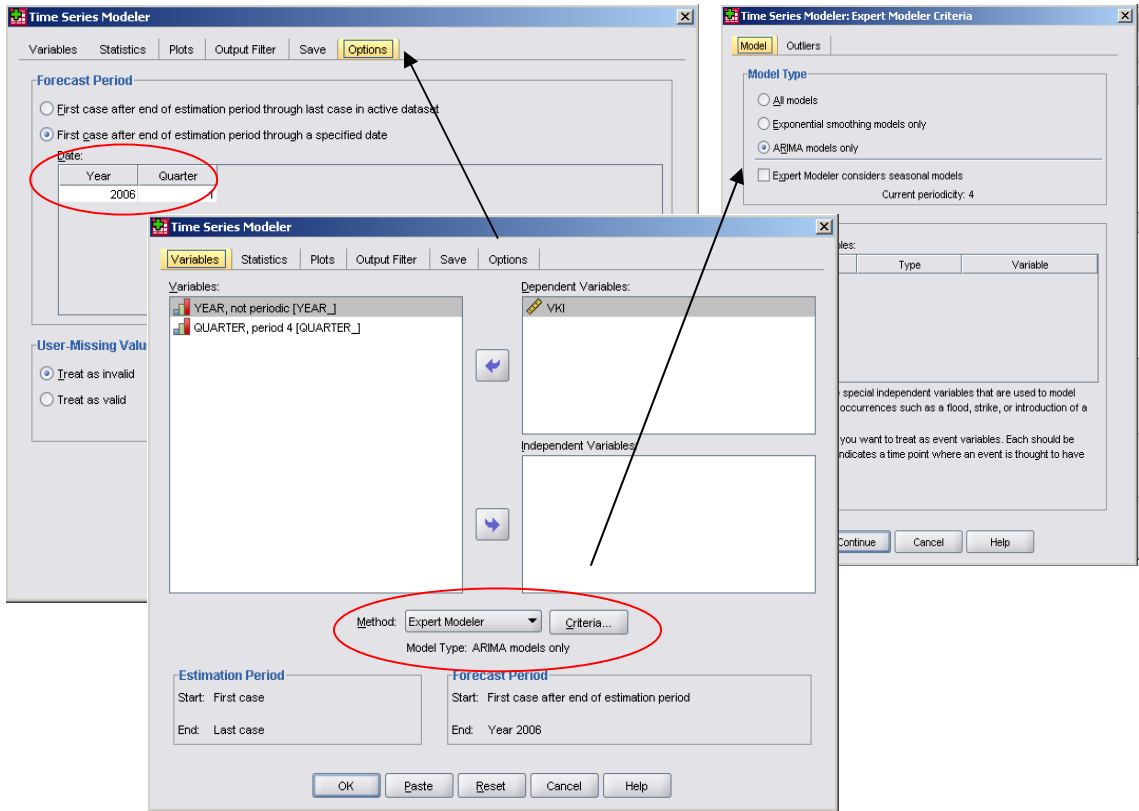 Time Series Modeler
Variables Statistics Plots Output Filter Save Options
Forecast Period
First case after end of estimation period through last case in active dataset
First case after end of estimation period through a specified date
Date:
Year Quarter
2006 1
User-Missing Valu
Treat as invalid
Treat as valid
Time Series Modeler: Expert Modeler Criteria
Model Outliers
Model Type
All models
Exponential smoothing models only
ARIMA models only
Expert Modeler considers seasonal models
Current periodicity: 4
les:
Type Variable
special independent variables that are used to model
occurrences such as a flood, strike, or introduction of a
you want to treat as event variables. Each should be
ndicates a time point where an event is thought to have
Continue Cancel Help
Time Series Modeler
Variables Statistics Plots Output Filter Save Options
Variables:
YEAR, not periodic [YEAR_]
QUARTER, period 4 [QUARTER_]
Dependent Variables:
VKI
Independent Variables:
Method: Expert Modeler Criteria...
Model Type: ARIMA models only
Estimation Period
Start: First case
End: Last case
Forecast Period
Start: First case after end of estimation period
End: Year 2006
OK Paste Reset Cancel Help